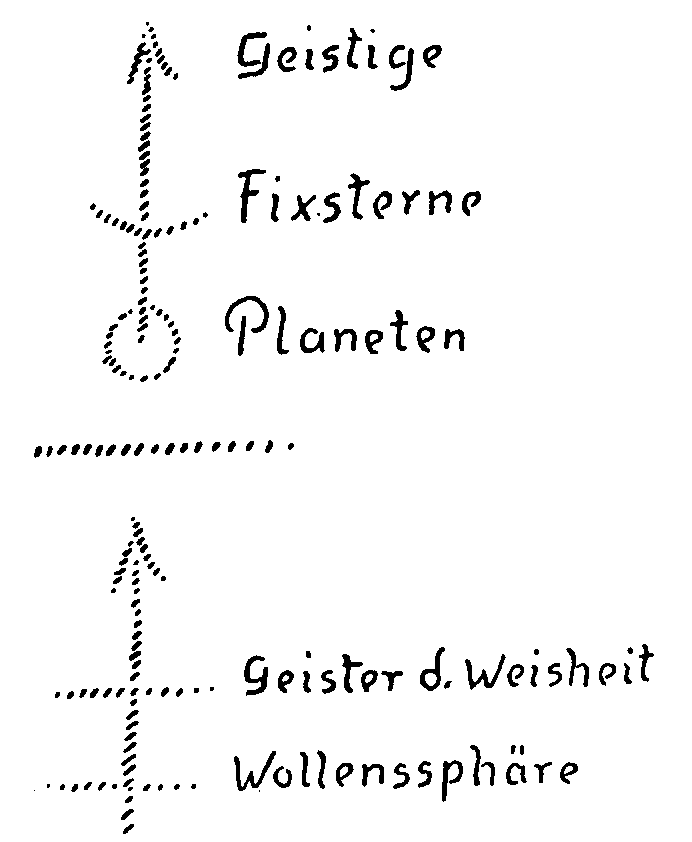 Geistige
Fixsterne
Planeten
Geister d. Weisheit
Wollenssphäre